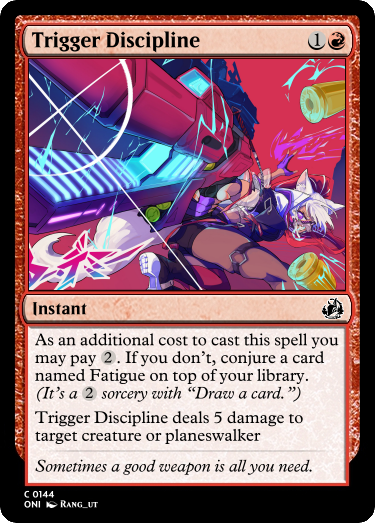 Trigger Discipline 1
Instant
As an additional cost to cast this spell you
may pay 2. If you don't, conjure a card
named Fatigue on top of your library.
(It's a 2 sorcery with “Draw a card.”)
Trigger Discipline deals 5 damage to
target creature or planeswalker
Sometimes a good weapon is all you need.
C 0144
ONI Rang_ut